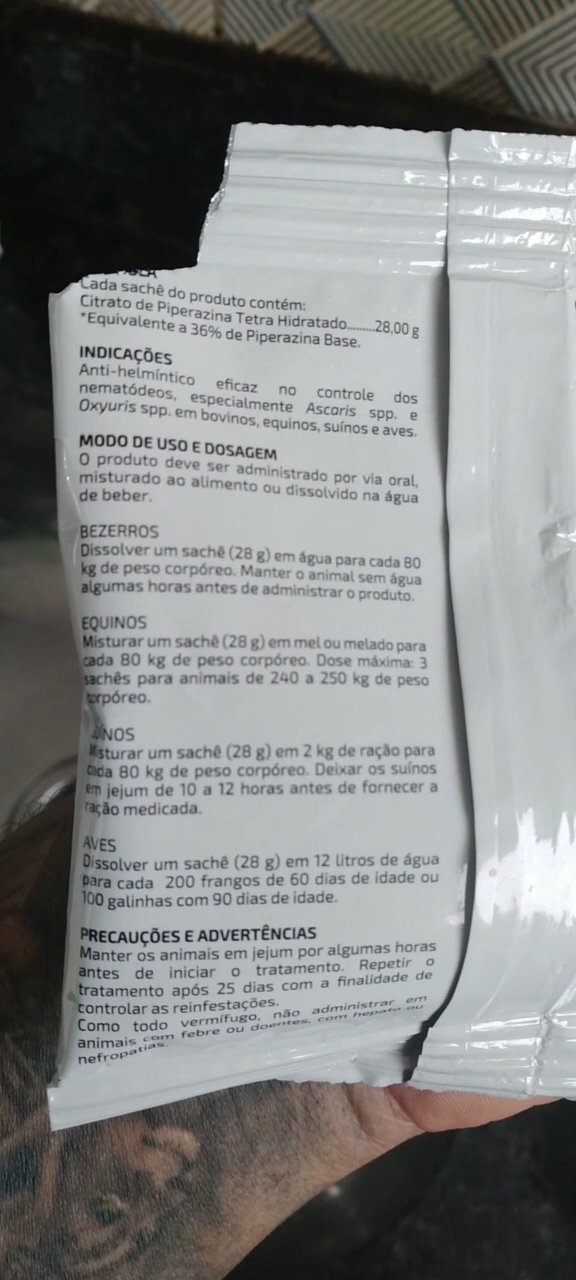 Cada sachê do produto contém:
Citrato de Piperazina Tetra Hidratado.........28,00 g
*Equivalente a 36% de Piperazina Base.
INDICAÇÕES
Anti-helmíntico eficaz no controle dos
nematódeos, especialmente Ascaris spp. e
Oxyuris spp. em bovinos, equinos, suínos e aves.
MODO DE USO E DOSAGEM
O produto deve ser administrado por via oral,
misturado ao alimento ou dissolvido na água
de beber.
BEZERROS
Dissolver um sachê (28 g) em água para cada 80
kg de peso corpóreo. Manter o animal sem água
algumas horas antes de administrar o produto.
EQUINOS
Misturar um sachê (28 g) em mel ou melado para
cada 80 kg de peso corpóreo. Dose máxima: 3
sachês para animais de 240 a 250 kg de peso
corpóreo.
SUÍNOS
Misturar um sachê (28 g) em 2 kg de ração para
cada 80 kg de peso corpóreo. Deixar os suínos
em jejum de 10 a 12 horas antes de fornecer a
ração medicada.
AVES
Dissolver um sachê (28 g) em 12 litros de água
para cada 200 frangos de 60 dias de idade ou
100 galinhas com 90 dias de idade.
PRECAUÇÕES E ADVERTÊNCIAS
Manter os animais em jejum por algumas horas
antes de iniciar o tratamento. Repetir o
tratamento após 25 dias com a finalidade de
controlar as reinfestações.
Como todo vermífugo, não administrar em
animais com febre ou doentes, com hepato ou
nefropatias.